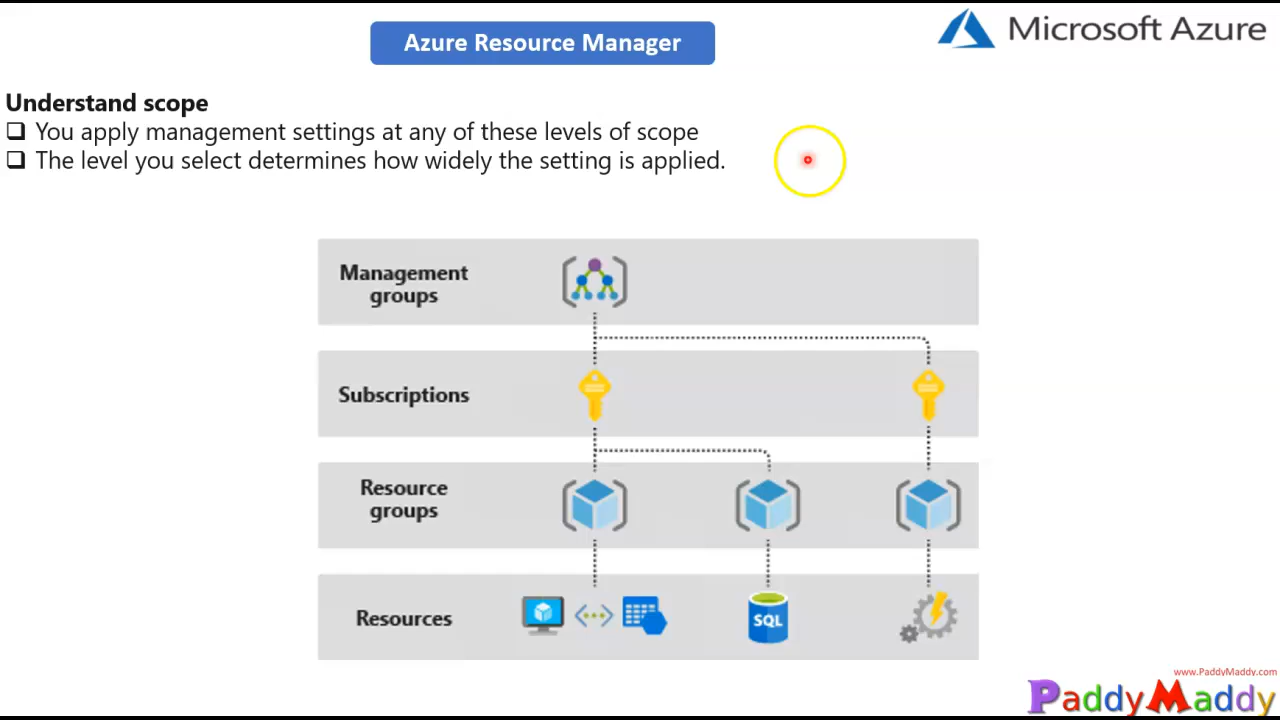 Azure Resource Manager
Microsoft Azure
Understand scope
You apply management settings at any of these levels of scope
The level you select determines how widely the setting is applied.
Management
groups
Subscriptions
Resource
groups
Resources
SQL
www.PaddyMaddy.com
PaddyMaddy